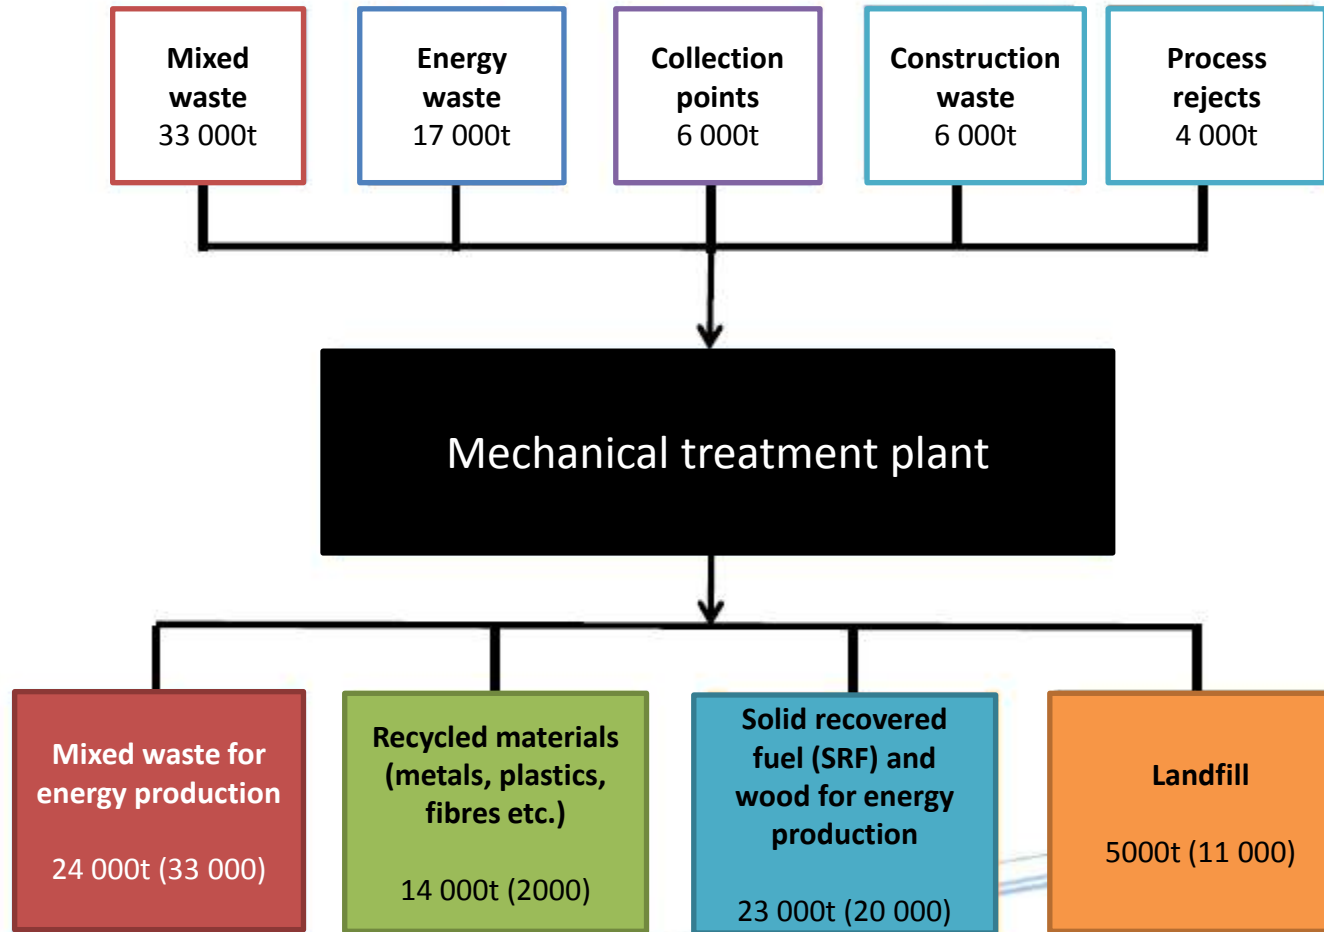 Mixed
waste
33 000t
Energy
waste
17 000t
Collection
points
6 000t
Construction
waste
6 000t
Process
rejects
4 000t
Mechanical treatment plant
Mixed waste for
energy production
24 000t (33 000)
Recycled materials
(metals, plastics,
fibres etc.)
14 000t (2000)
Solid recovered
fuel (SRF) and
wood for energy
production
23 000t (20 000)
Landfill
5000t (11 000)